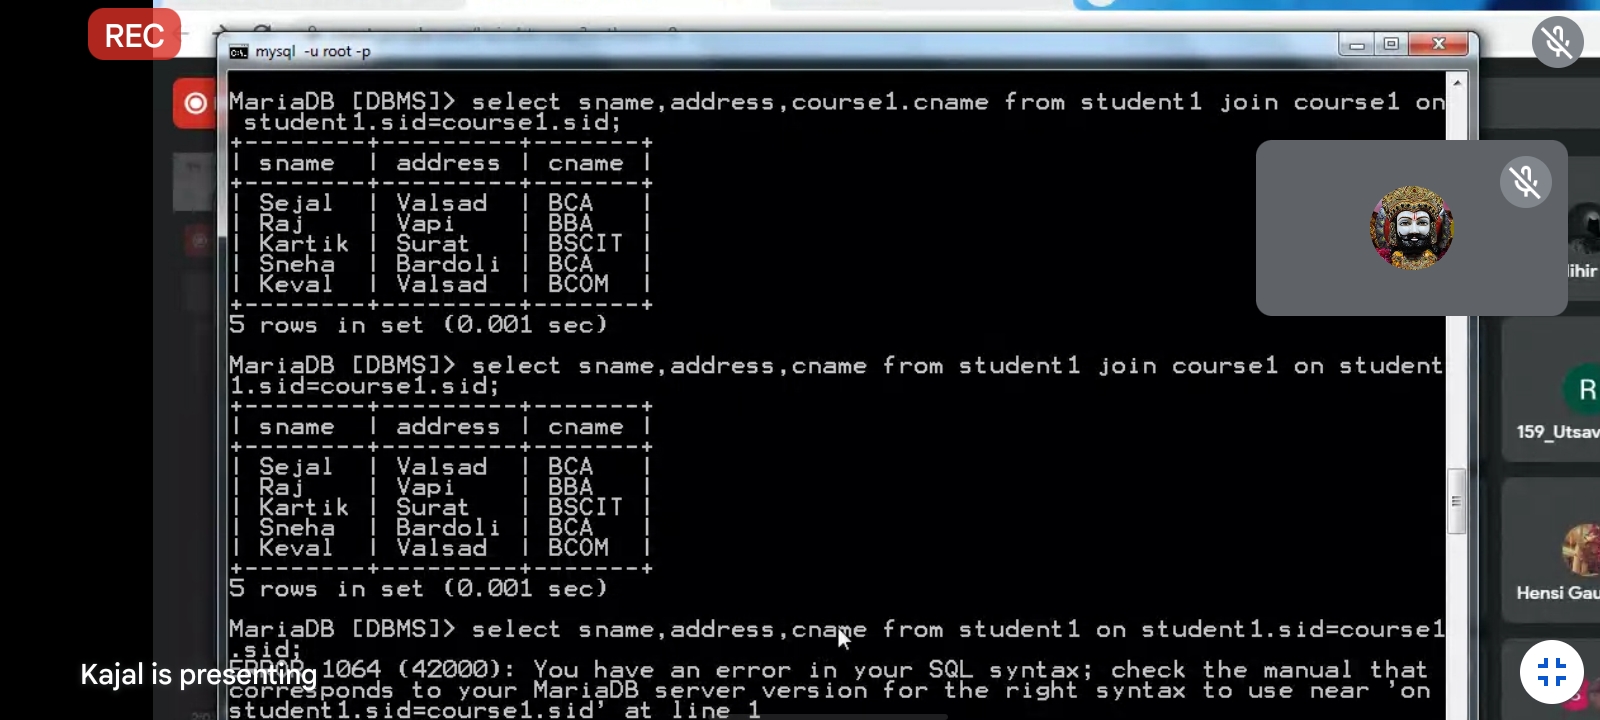 REC
mysql -u root -p
MariaDB [DBMS]> select sname,address,course1.cname from student1 join course1 on
student1.sid=course1.sid;
+--------+---------+-------+
| sname  | address | cname |
+--------+---------+-------+
| Sejal  | Valsad  | BCA   |
| Raj    | Vapi    | BBA   |
| Kartik | Surat   | BSCIT |
| Sneha  | Bardoli | BCA   |
| Keval  | Valsad  | BCOM  |
+--------+---------+-------+
5 rows in set (0.001 sec)
MariaDB [DBMS]> select sname,address,cname from student1 join course1 on student
1.sid=course1.sid;
+--------+---------+-------+
| sname  | address | cname |
+--------+---------+-------+
| Sejal  | Valsad  | BCA   |
| Raj    | Vapi    | BBA   |
| Kartik | Surat   | BSCIT |
| Sneha  | Bardoli | BCA   |
| Keval  | Valsad  | BCOM  |
+--------+---------+-------+
5 rows in set (0.001 sec)
MariaDB [DBMS]> select sname,address,cname from student1 on student1.sid=course1
.sid;
ERROR 1064 (42000): You have an error in your SQL syntax; check the manual that
corresponds to your MariaDB server version for the right syntax to use near 'on
student1.sid=course1.sid' at line 1
Kajal is presenting
R
159_Utsav
Hensi Gau